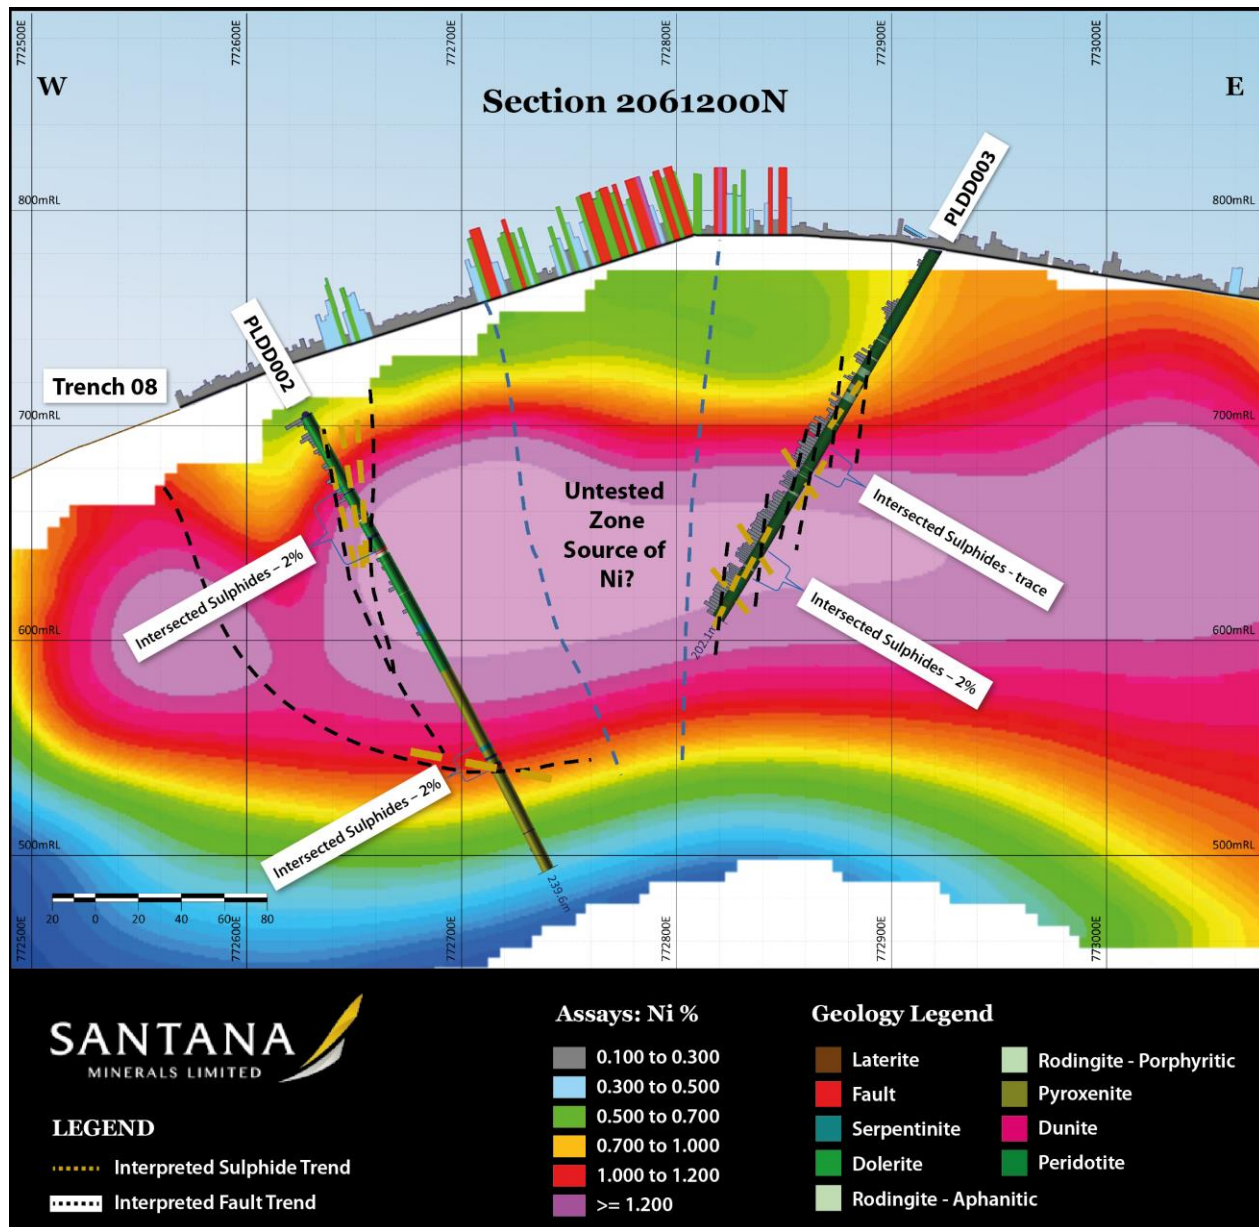 772500E
772600E
772700E
7728000E
7729000E
773000E
W
Section 2061200N
E
800mRL
800mRL
PLDD003
PLDD002
Trench 08
700mRL
700mRL
Untested
Zone
Source of
Ni?
Intersected Sulphides - trace
Intersected Sulphides – 2%
600mRL
600mRL
202.1m
Intersected Sulphides – 2%
Intersected Sulphides – 2%
500mRL
500mRL
239.6m
20 0 20 40 60 80
772500E
772600E
772700E
7728000E
7729000E
773000E
SANTANA
MINERALS LIMITED
LEGEND
Interpreted Sulphide Trend
Interpreted Fault Trend
Assays: Ni %
0.100 to 0.300
0.300 to 0.500
0.500 to 0.700
0.700 to 1.000
1.000 to 1.200
>= 1.200
Geology Legend
Laterite
Fault
Serpentinite
Dolerite
Rodingite - Aphanitic
Rodingite - Porphyritic
Pyroxenite
Dunite
Peridotite